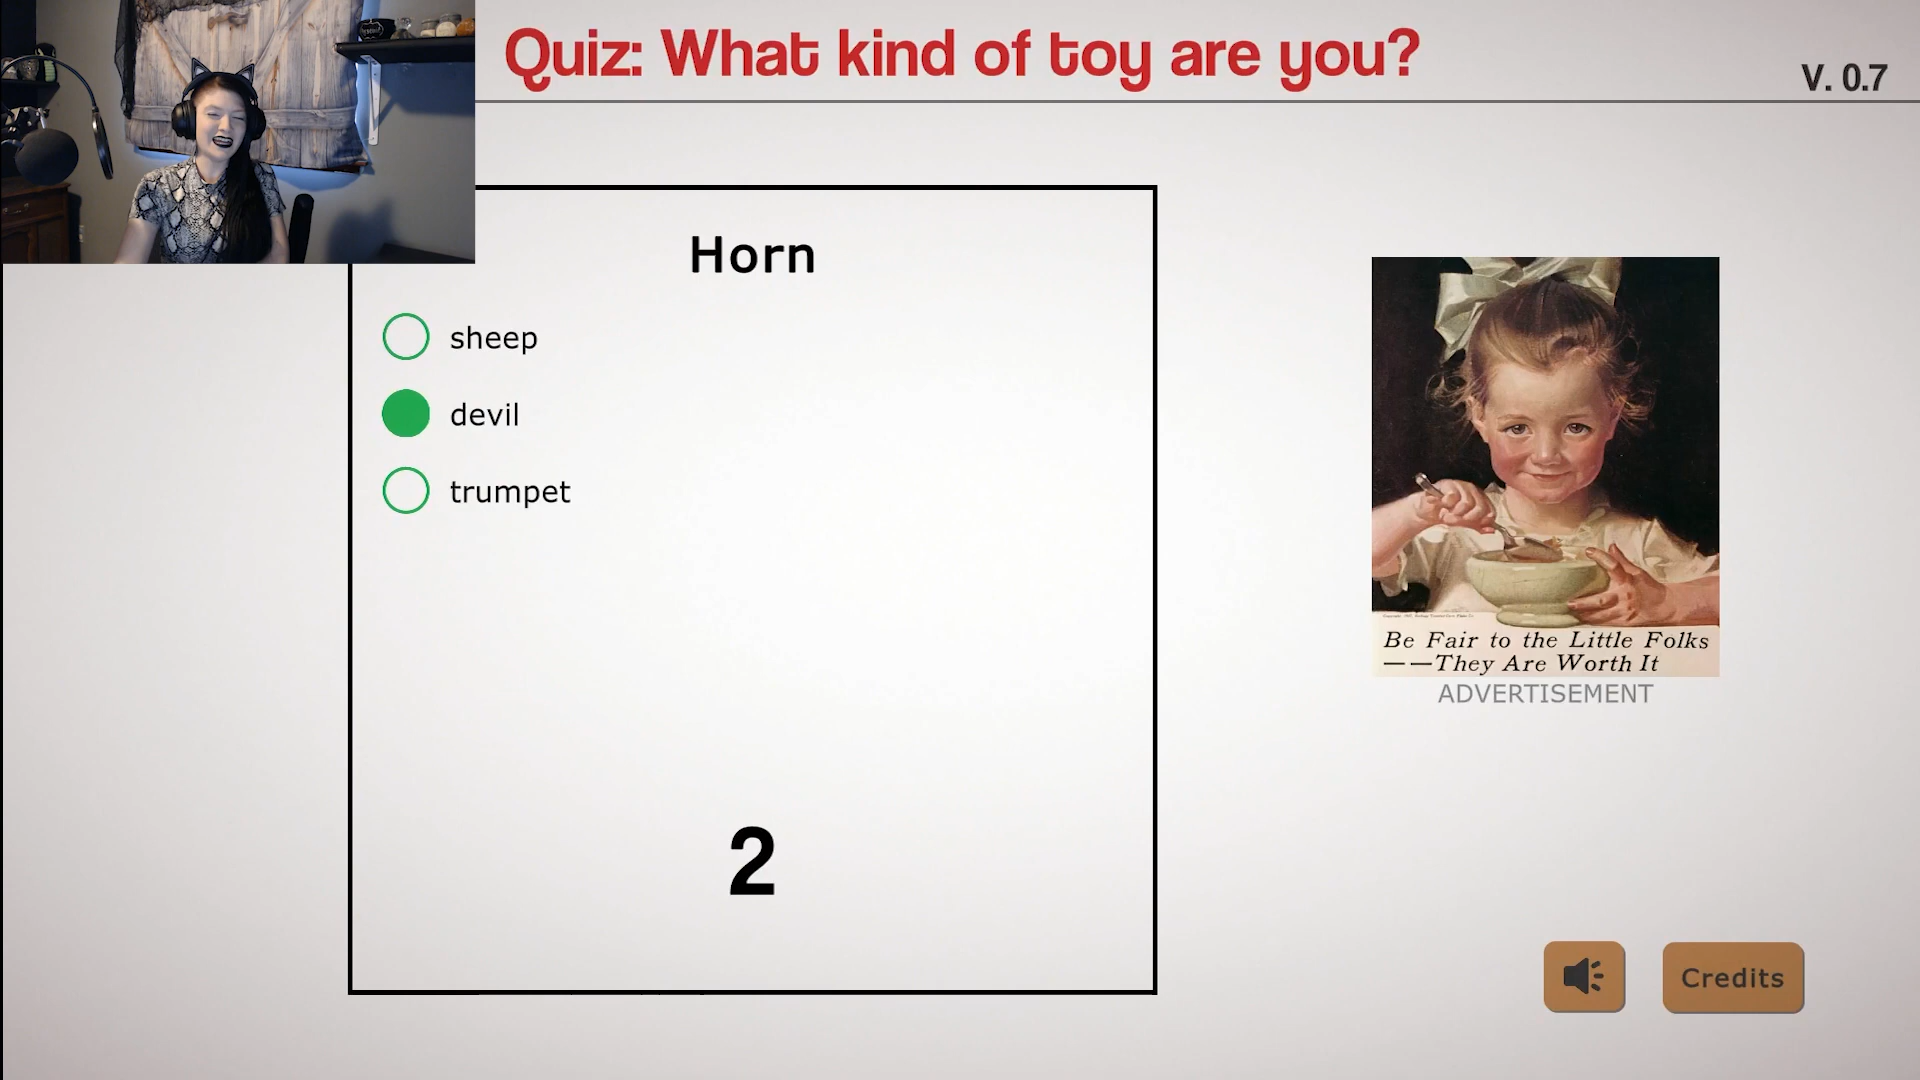 Quiz: What kind of toy are you?
V. 0.7
Horn
sheep
devil
trumpet
2
Be Fair to the Little Folks
——They Are Worth It
ADVERTISEMENT
Credits